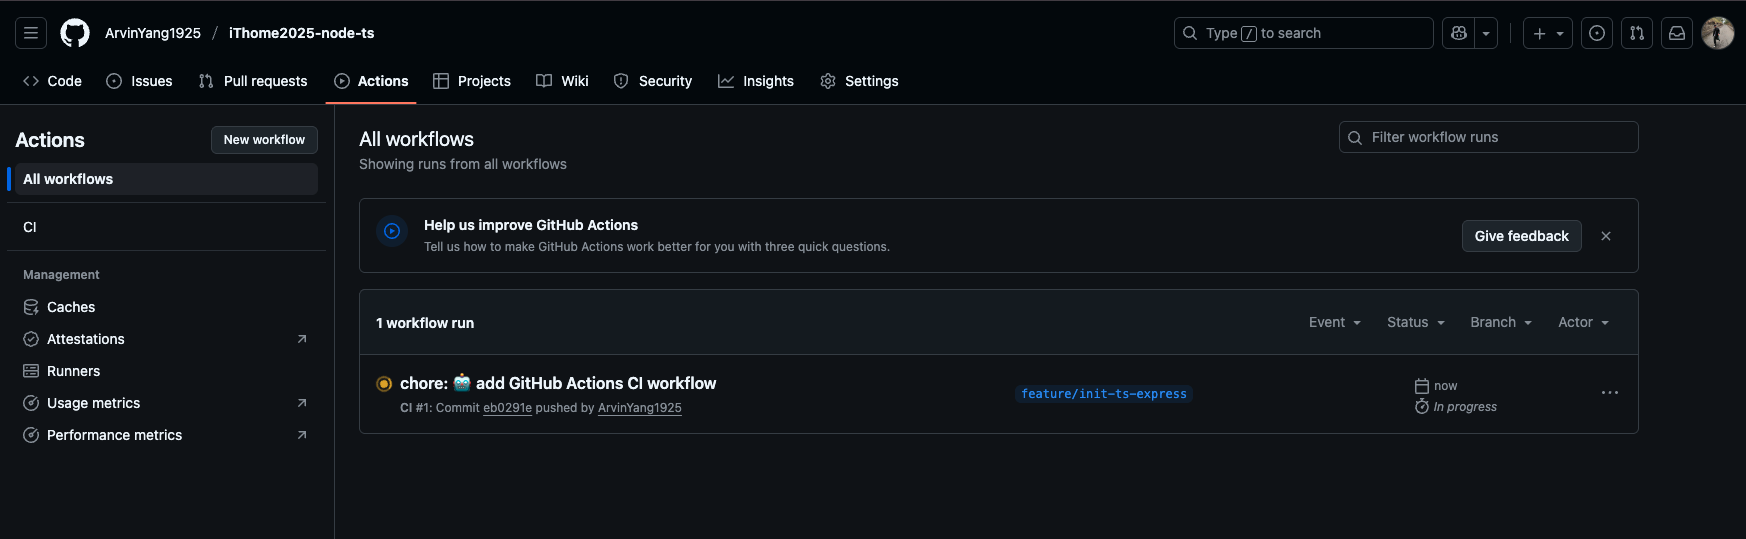 ArvinYang1925 / iThome2025-node-ts
Type / to search
Code Issues Pull requests Actions Projects Wiki Security Insights Settings
Actions
New workflow
All workflows
CI
Management
Caches
Attestations
Runners
Usage metrics
Performance metrics
All workflows
Showing runs from all workflows
Filter workflow runs
Help us improve GitHub Actions
Tell us how to make GitHub Actions work better for you with three quick questions.
Give feedback
1 workflow run
Event Status Branch Actor
chore: 🤖 add GitHub Actions CI workflow
CI #1: Commit eb0291e pushed by ArvinYang1925
feature/init-ts-express
now
In progress